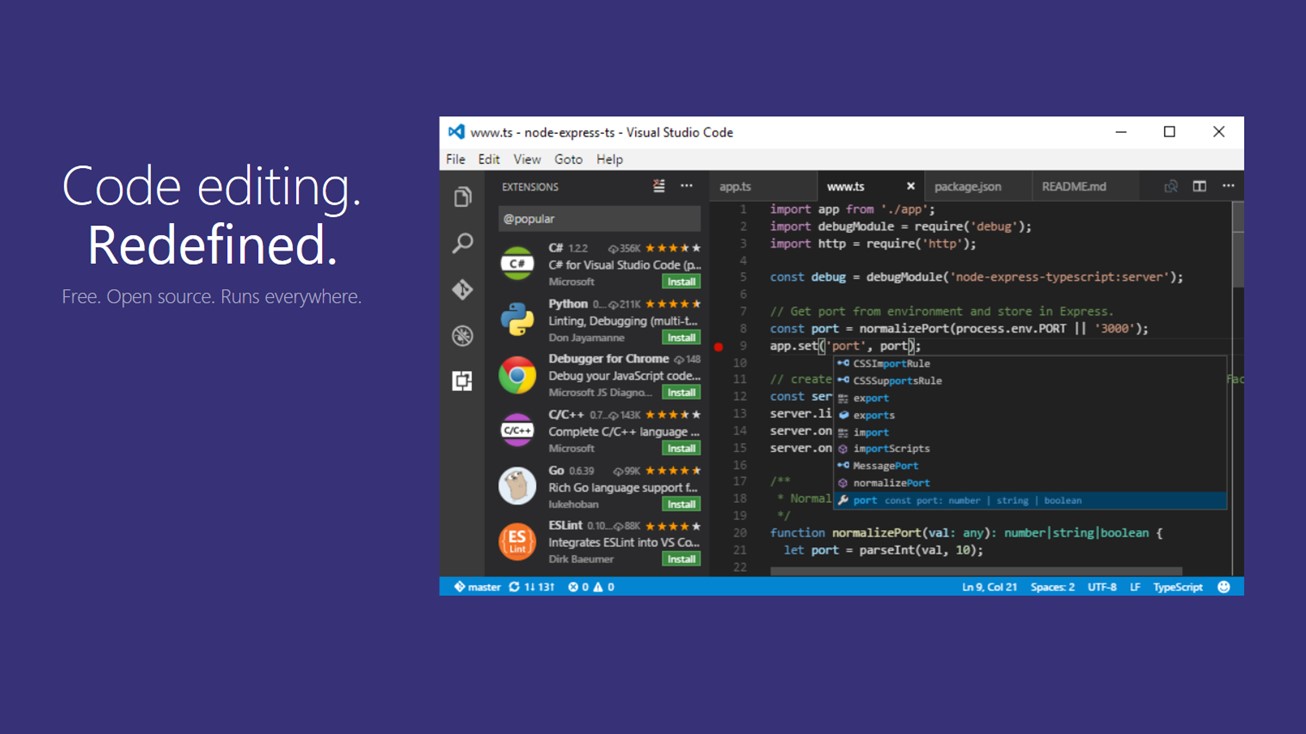 Code editing.
Redefined.
Free. Open source. Runs everywhere.
www.ts - node-express-ts - Visual Studio Code
File Edit View Goto Help
EXTENSIONS
@popular
C# 1.2.2 356K
C# for Visual Studio Code (p...
Microsoft Install
Python 0... 211K
Linting, Debugging (multi-t...
Don Jayamanne Install
Debugger for Chrome 148
Debug your JavaScript code...
Microsoft JS Diagno... Install
C/C++ 0.7... 143K
Complete C/C++ language ...
Microsoft Install
Go 0.6.39 99K
Rich Go language support f...
lukehoban Install
ESLint 0.10... 88K
Integrates ESLint into VS Co...
Dirk Baeumer Install
C#
C/C++
ES
Lint
app.ts www.ts package.json README.md
1 import app from './app';
2 import debugModule = require('debug');
3 import http = require('http');
4
5 const debug = debugModule('node-express-typescript:server');
6
7 // Get port from environment and store in Express.
8 const port = normalizePort(process.env.PORT || '3000');
9 app.set('port', port);
10
11 // create
12 const ser
13 server.li
14 server.on
15 server.on
16
17 /**
18 * Normal
19 */
20 function normalizePort(val: any): number|string|boolean {
21 let port = parseInt(val, 10);
22
CSSImportRule
CSSSupportsRule
export
exports
import
importScripts
MessagePort
normalizePort
port const port: number | string | boolean
master 1↓ 13↑ 0 0 Ln 9, Col 21 Spaces: 2 UTF-8 LF TypeScript